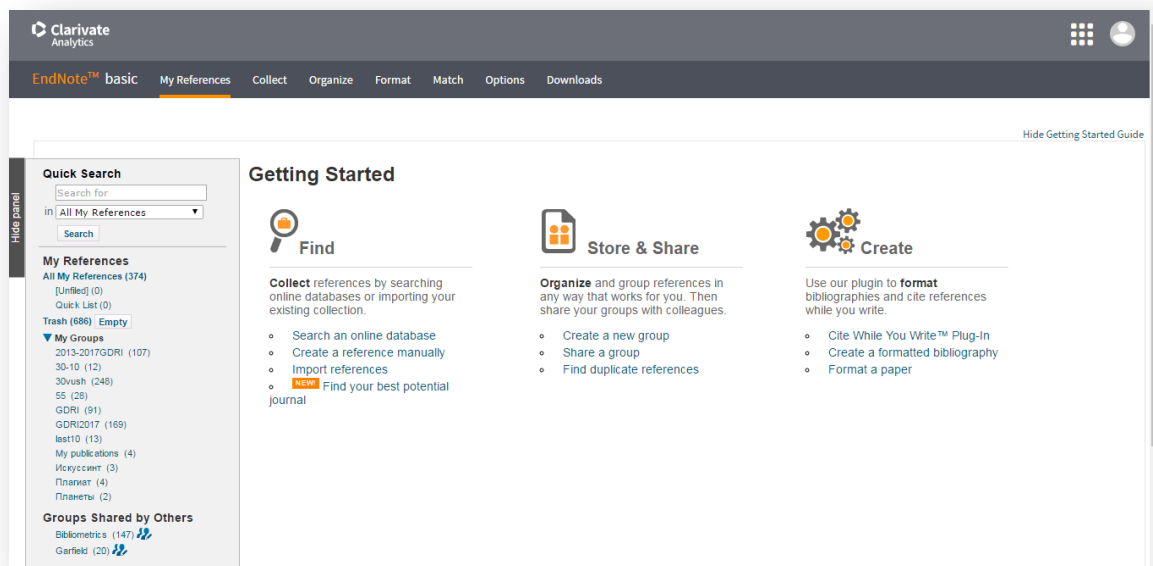 Clarivate
Analytics
EndNote™ basic My References Collect Organize Format Match Options Downloads
Hide Getting Started Guide
Hide panel
Quick Search
Search for
in All My References
Search
My References
All My References (374)
[Unfiled] (0)
Quick List (0)
Trash (686) Empty
My Groups
2013-2017GDRI (107)
30-10 (12)
30vush (248)
55 (28)
GDRI (91)
GDRI2017 (169)
last10 (13)
My publications (4)
Искуссинт (3)
Плагиат (4)
Планеты (2)
Groups Shared by Others
Bibliometrics (147)
Garfield (20)
Getting Started
Find
Collect references by searching
online databases or importing your
existing collection.
Search an online database
Create a reference manually
Import references
NEW! Find your best potential
journal
Store & Share
Organize and group references in
any way that works for you. Then
share your groups with colleagues.
Create a new group
Share a group
Find duplicate references
Create
Use our plugin to format
bibliographies and cite references
while you write.
Cite While You Write™ Plug-In
Create a formatted bibliography
Format a paper